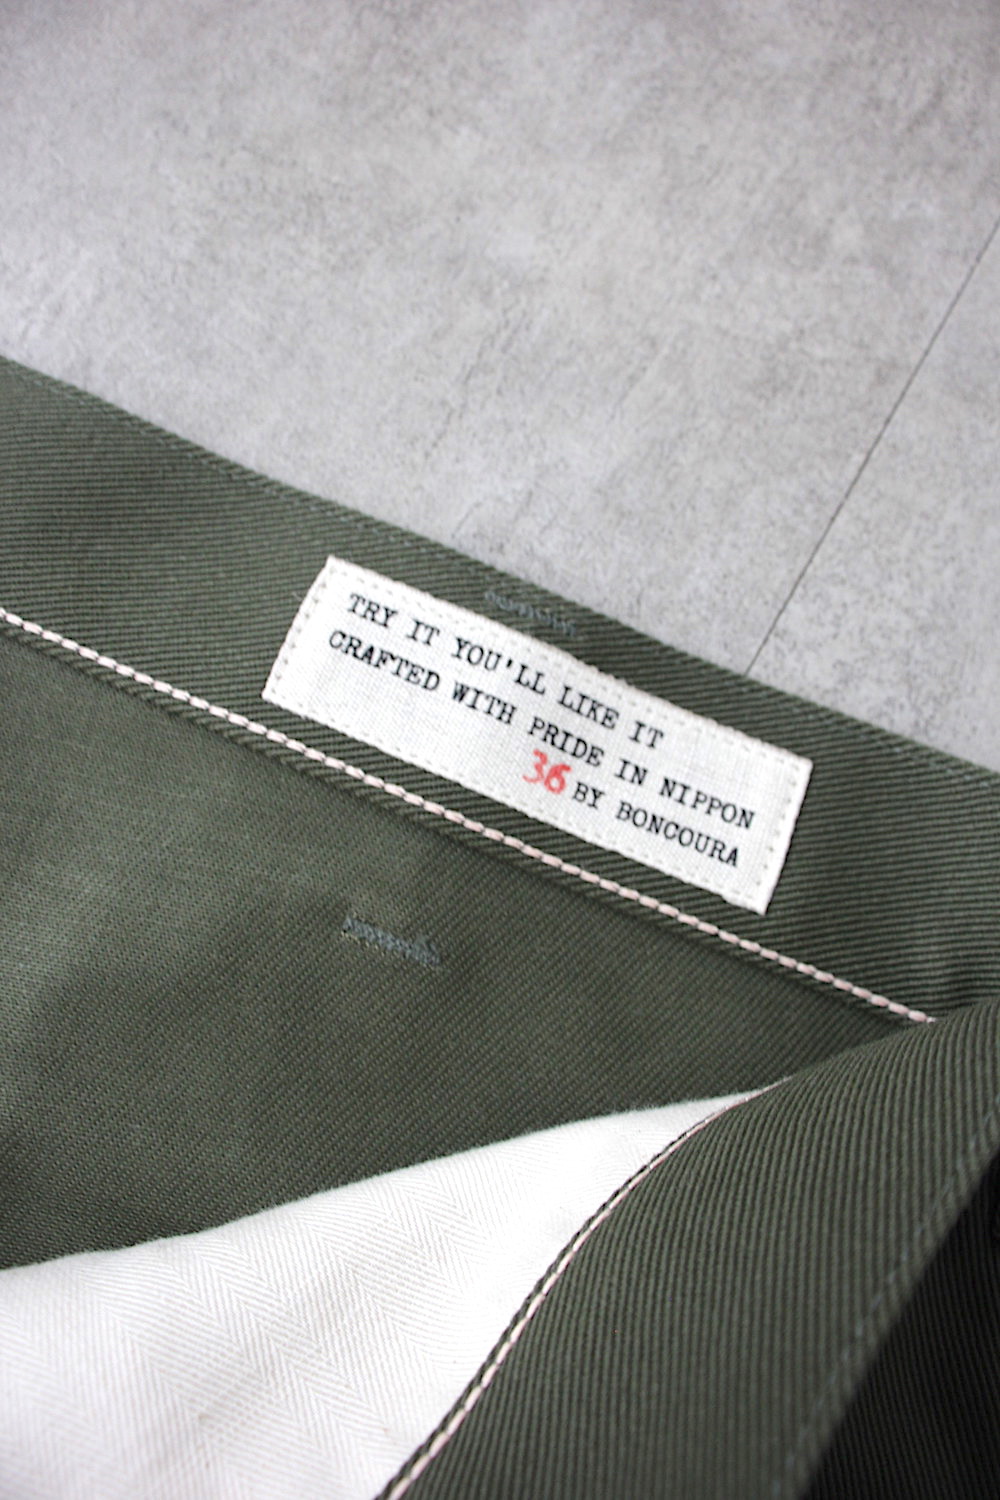 TRY IT YOU'LL LIKE IT
CRAFTED WITH PRIDE IN NIPPON
36 BY BONCOURA